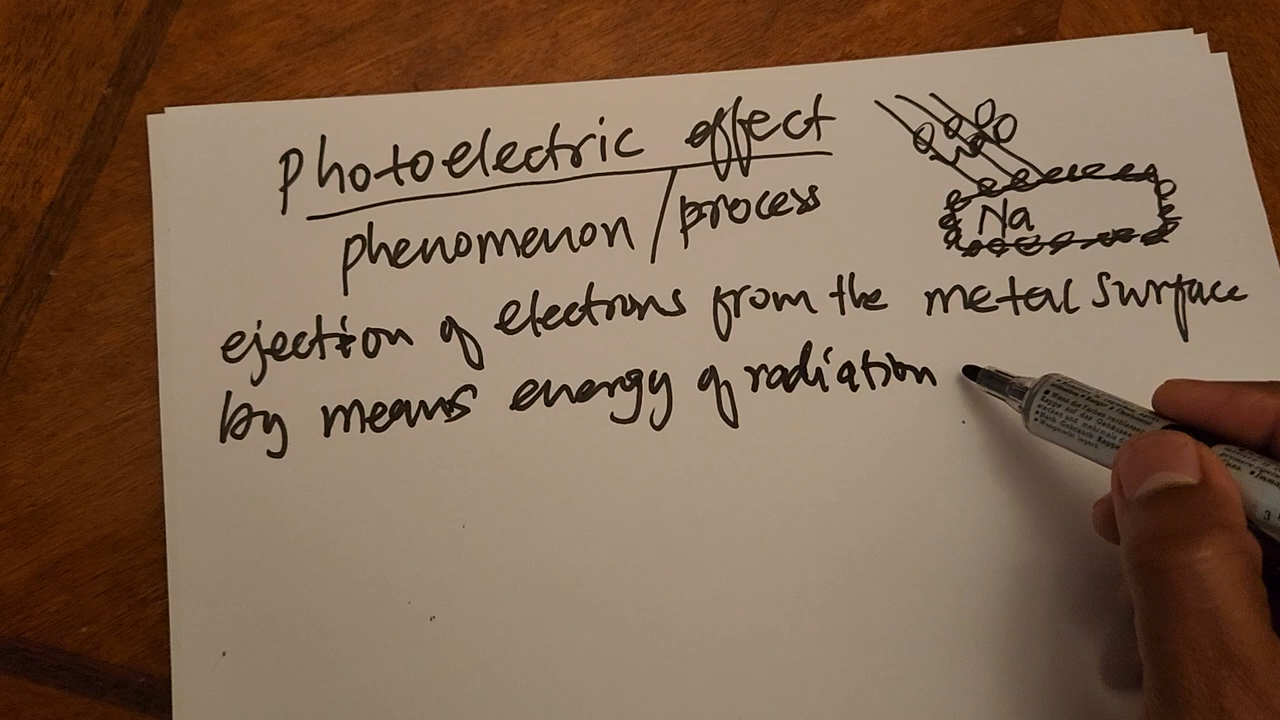 Photoelectric effect
phenomenon / process
Na
ejection of electrons from the metal surface
by means energy of radiation